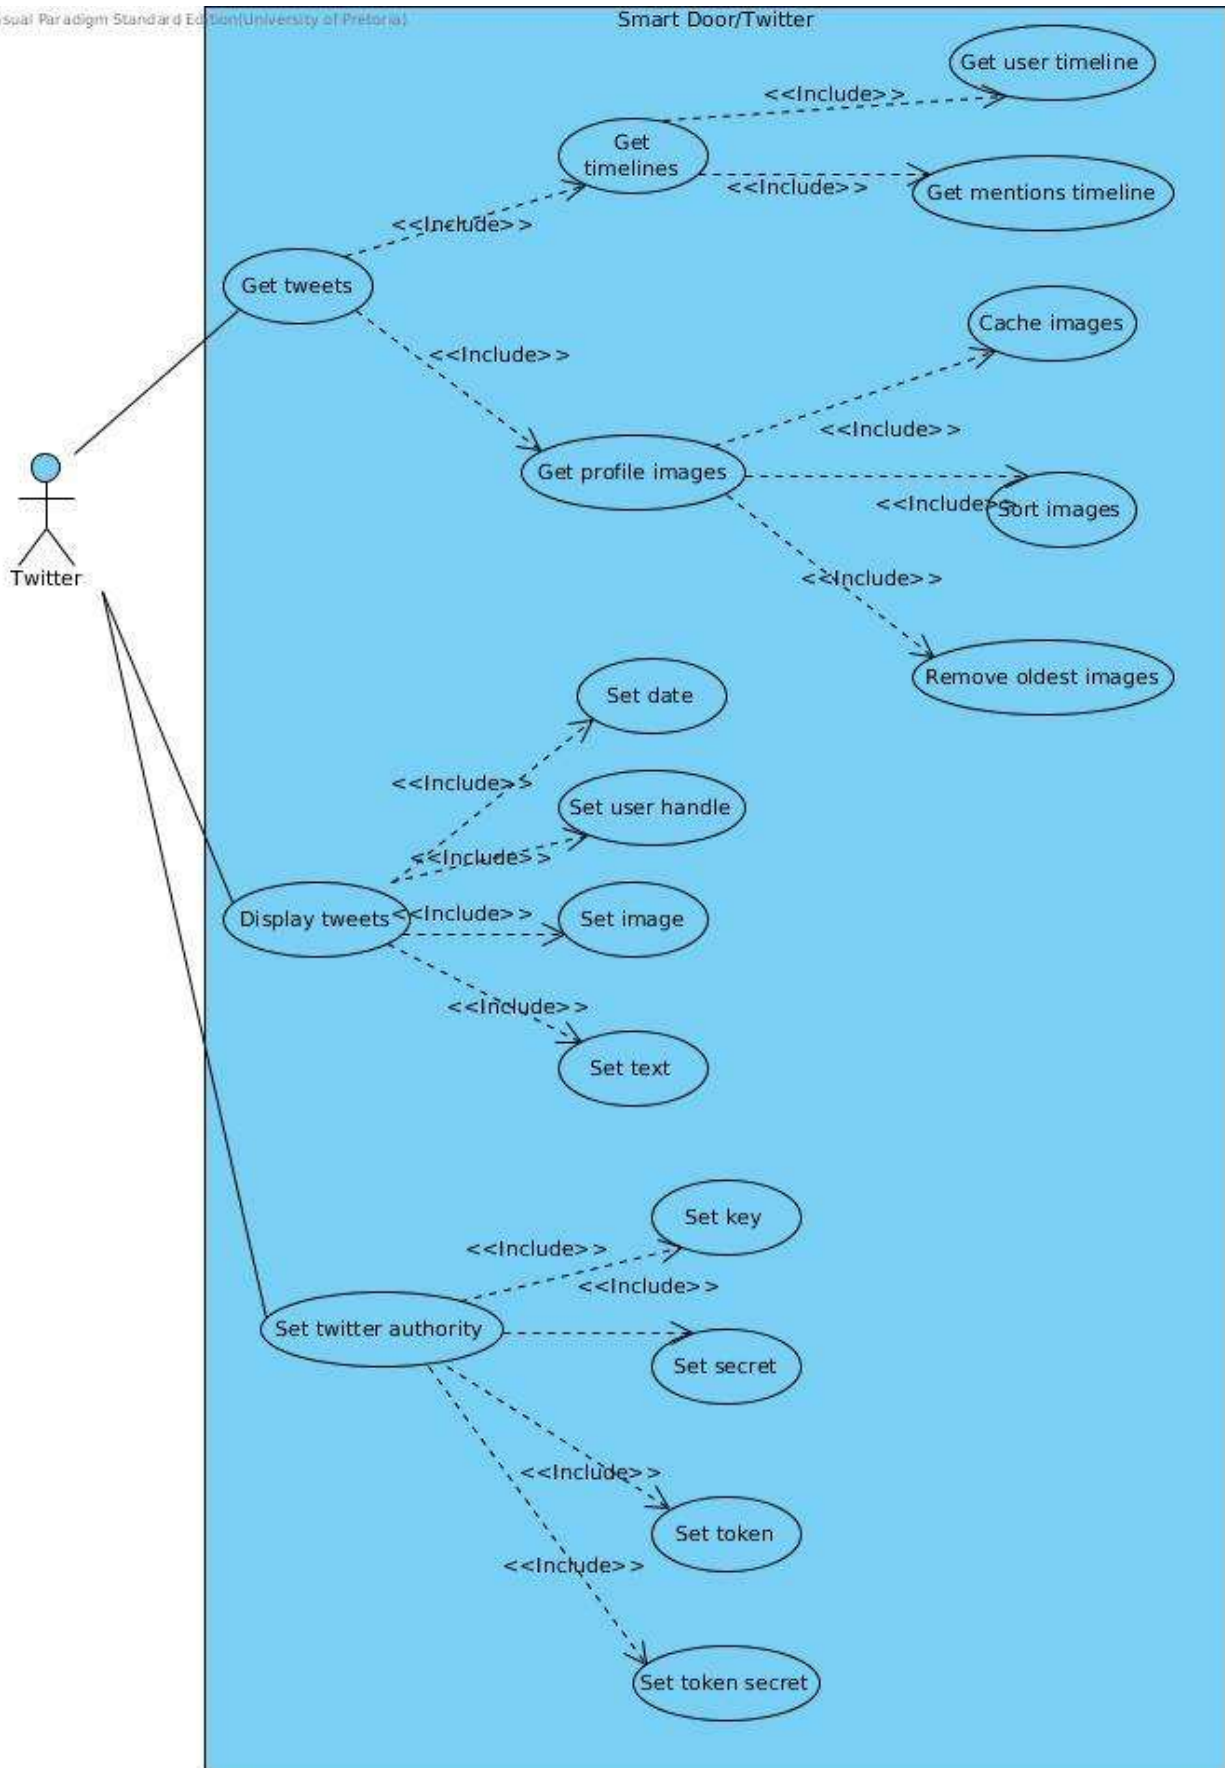 sual Paradigm Standard Edition(University of Pretoria)
Smart Door/Twitter
Get user timeline
<<Include>>
Get
timelines
<<Include>>
Get mentions timeline
<<Include>>
Get tweets
Cache images
<<Include>>
<<Include>>
Get profile images
<<Include>>
Sort images
Twitter
<<Include>>
Remove oldest images
Set date
<<Include>>
Set user handle
<<Include>>
Display tweets
<<Include>>
Set image
<<Include>>
Set text
Set key
<<Include>>
<<Include>>
Set twitter authority
Set secret
<<Include>>
Set token
<<Include>>
Set token secret